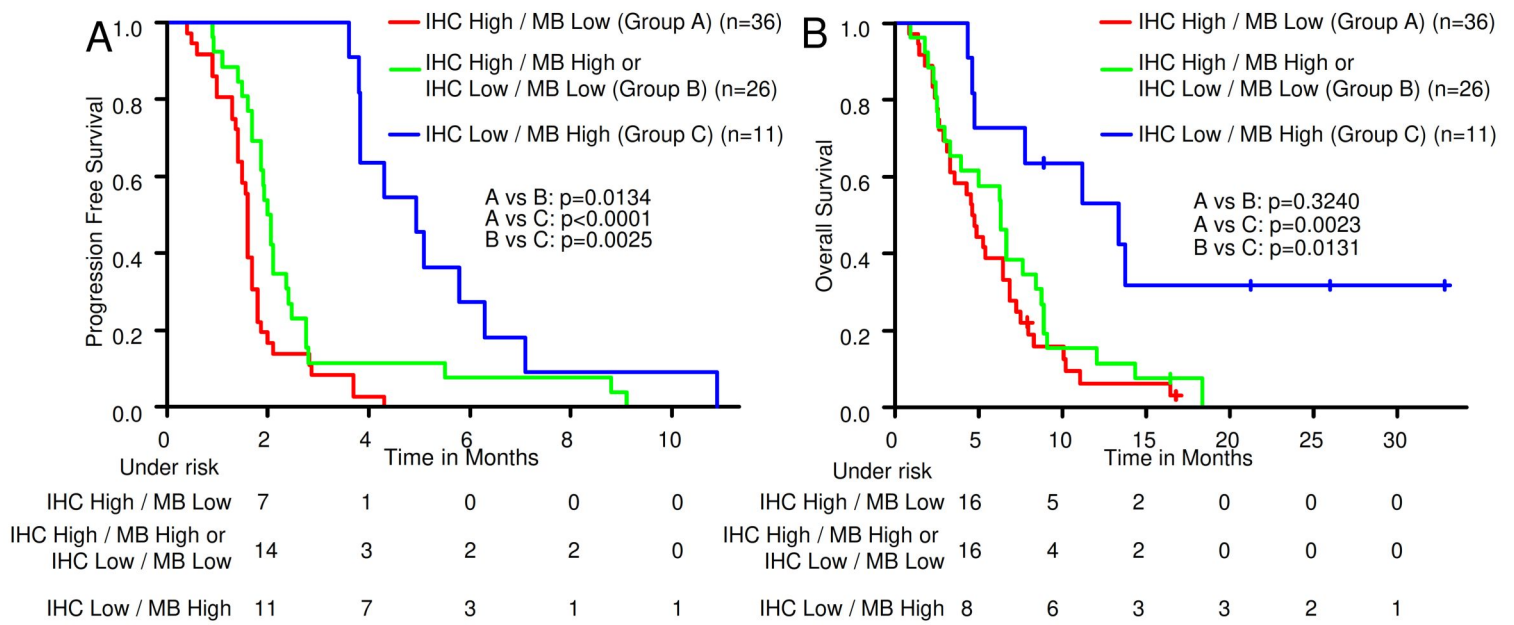 A
IHC High / MB Low (Group A) (n=36)
IHC High / MB High or
IHC Low / MB Low (Group B) (n=26)
IHC Low / MB High (Group C) (n=11)
A vs B: p=0.0134
A vs C: p<0.0001
B vs C: p=0.0025
Progression Free Survival
1.0
0.8
0.6
0.4
0.2
0.0
0 2 4 6 8 10
Time in Months
Under risk
IHC High / MB Low 7 1 0 0 0
IHC High / MB High or
IHC Low / MB Low 14 3 2 2 0
IHC Low / MB High 11 7 3 1 1
B
IHC High / MB Low (Group A) (n=36)
IHC High / MB High or
IHC Low / MB Low (Group B) (n=26)
IHC Low / MB High (Group C) (n=11)
A vs B: p=0.3240
A vs C: p=0.0023
B vs C: p=0.0131
Overall Survival
1.0
0.8
0.6
0.4
0.2
0.0
0 5 10 15 20 25 30
Time in Months
Under risk
IHC High / MB Low 16 5 2 0 0 0
IHC High / MB High or
IHC Low / MB Low 16 4 2 0 0 0
IHC Low / MB High 8 6 3 3 2 1